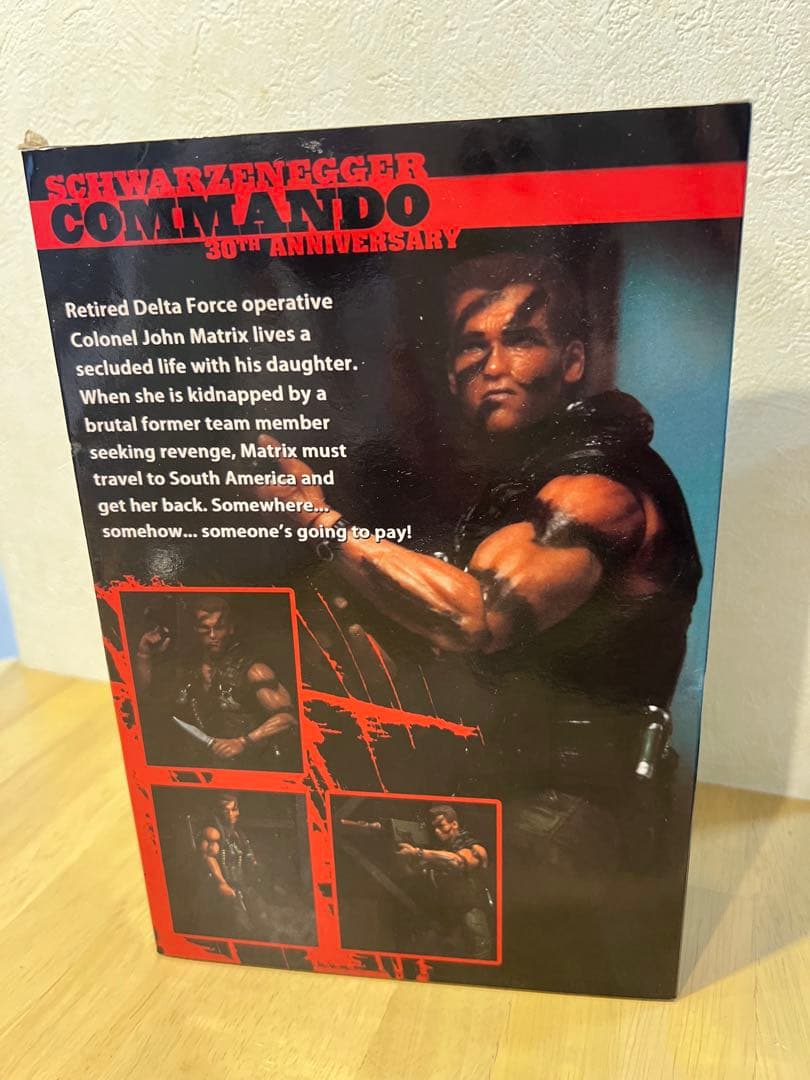 SCHWARZENEGGER
COMMANDO
30TH ANNIVERSARY
Retired Delta Force operative
Colonel John Matrix lives a
secluded life with his daughter.
When she is kidnapped by a
brutal former team member
seeking revenge, Matrix must
travel to South America and
get her back. Somewhere...
somehow... someone's going to pay!